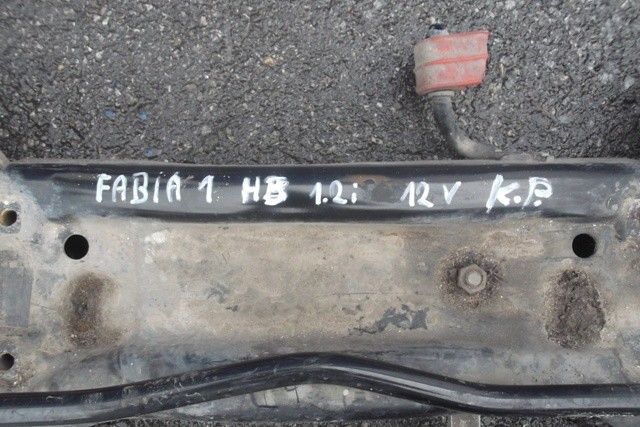 FABIA 1 HB 1.2i 12V K.P.